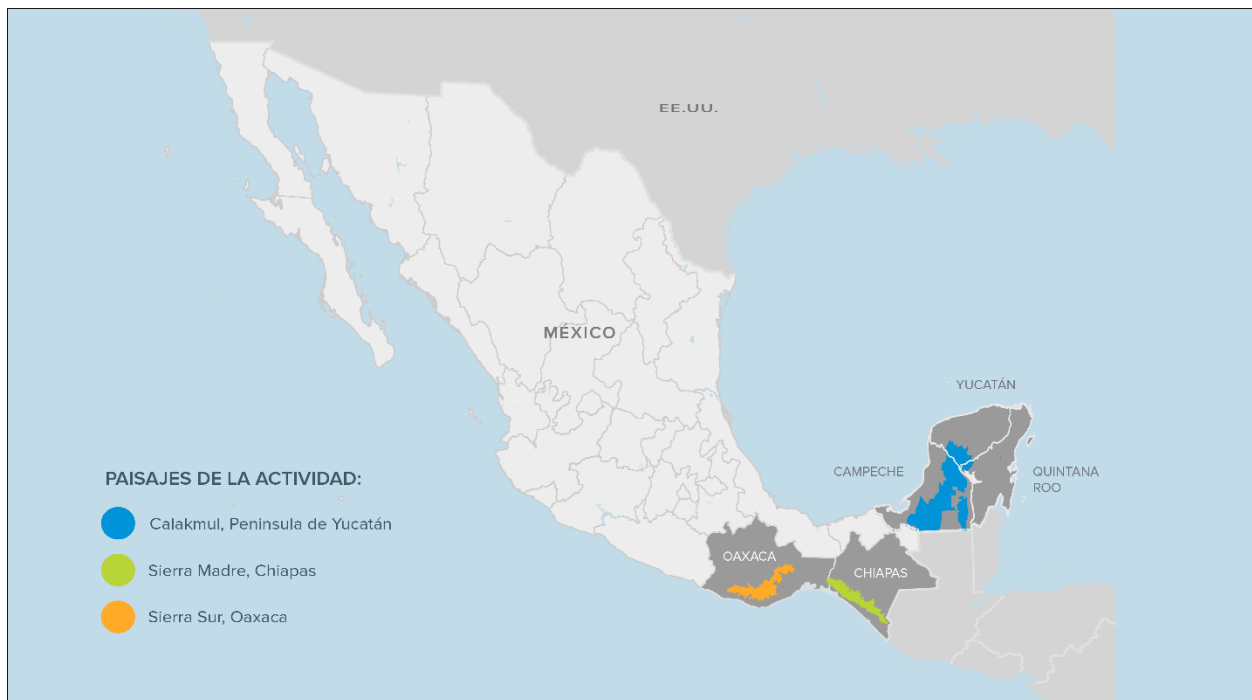 EE.UU.
MÉXICO
YUCATÁN
CAMPECHE
QUINTANA
ROO
OAXACA
CHIAPAS
PAISAJES DE LA ACTIVIDAD:
Calakmul, Peninsula de Yucatán
Sierra Madre, Chiapas
Sierra Sur, Oaxaca